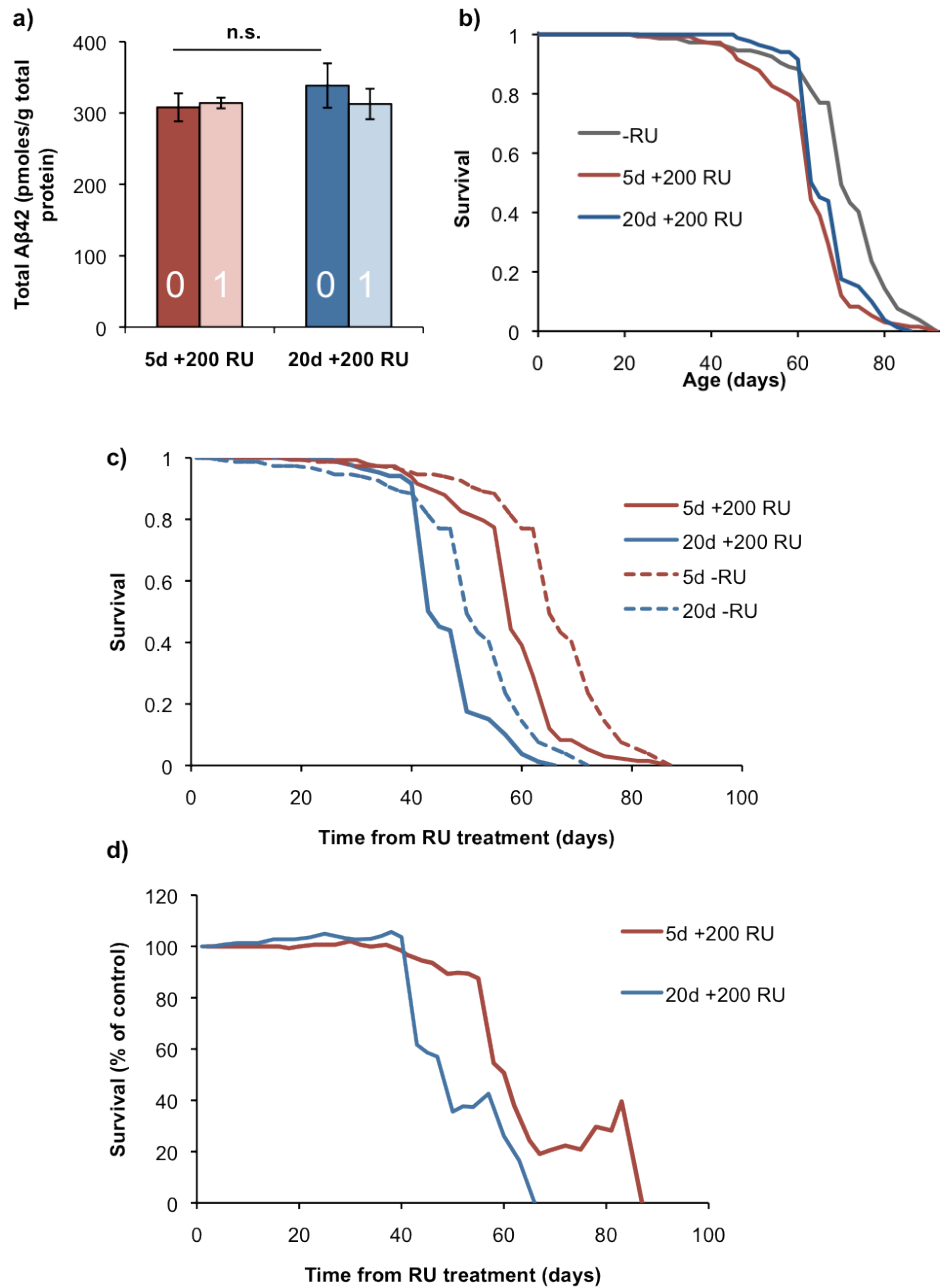 a)
n.s.
400
300
200
100
0
Total Aβ42 (pmoles/g total
protein)
0
1
0
1
5d +200 RU
20d +200 RU
b)
1
0.8
0.6
0.4
0.2
0
Survival
-RU
5d +200 RU
20d +200 RU
0
20
40
60
80
Age (days)
c)
1
0.8
0.6
0.4
0.2
0
Survival
5d +200 RU
20d +200 RU
5d -RU
20d -RU
0
20
40
60
80
100
Time from RU treatment (days)
d)
120
100
80
60
40
20
0
Survival (% of control)
5d +200 RU
20d +200 RU
0
20
40
60
80
100
Time from RU treatment (days)